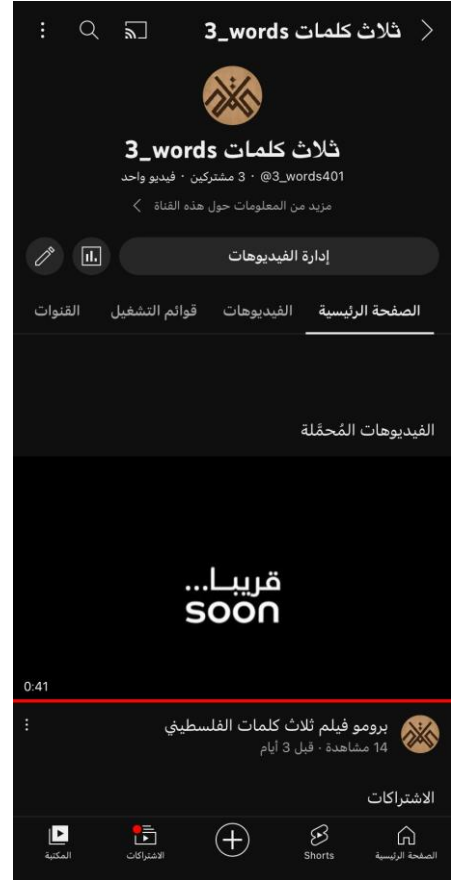 ثلاث كلمات 3_words
ثلاث كلمات 3_words
@3_words401 · 3 مشتركين · فيديو واحد
مزيد من المعلومات حول هذه القناة
إدارة الفيديوهات
الصفحة الرئيسية الفيديوهات قوائم التشغيل القنوات
الفيديوهات المُحمَّلة
قريبا...
soon
0:41
برومو فيلم ثلاث كلمات الفلسطيني
14 مشاهدة · قبل 3 أيام
الاشتراكات
الصفحة الرئيسية Shorts الاشتراكات المكتبة